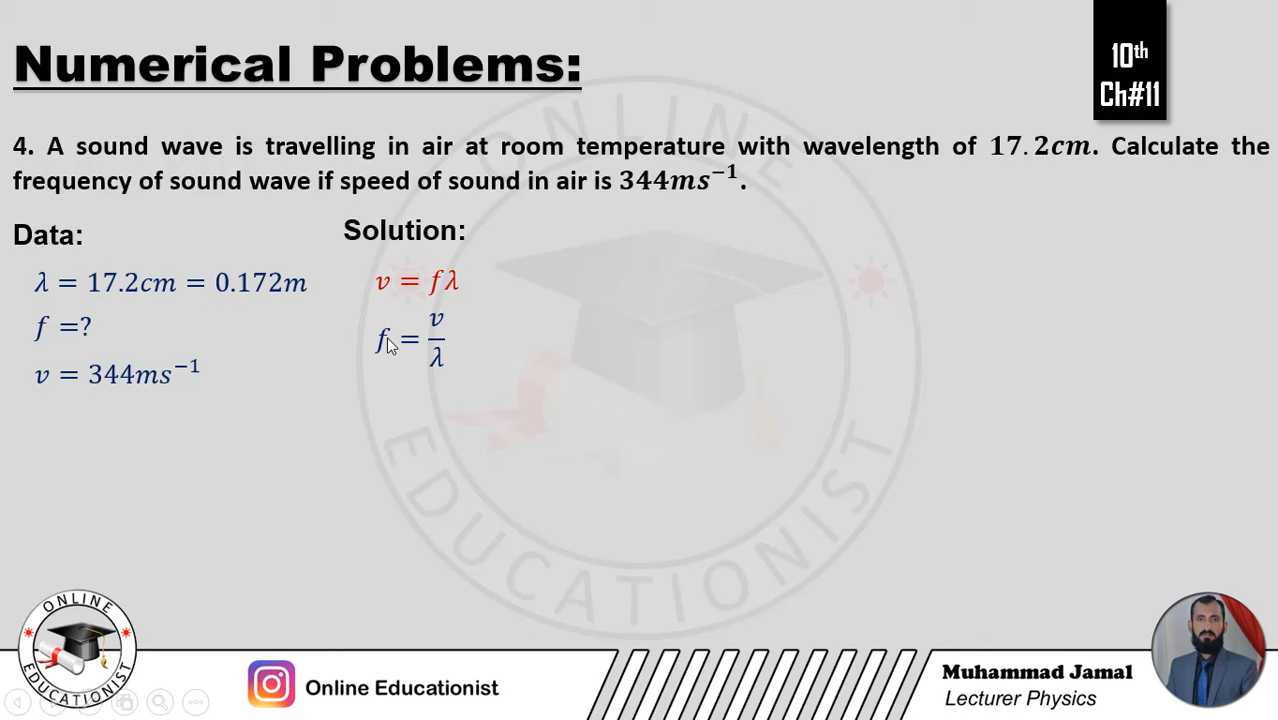 Numerical Problems:
10th
Ch#11
4. A sound wave is travelling in air at room temperature with wavelength of 17.2cm. Calculate the
frequency of sound wave if speed of sound in air is 344ms⁻¹.
Data:
λ = 17.2cm = 0.172m
f =?
v = 344ms⁻¹
Solution:
v = fλ
f = v/λ
ONLINE
EDUCATIONIST
ONLINE
EDUCATIONIST
Online Educationist
Muhammad Jamal
Lecturer Physics